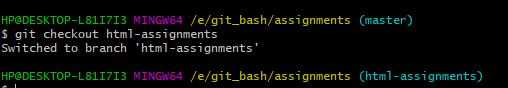 HP@DESKTOP-L81I7I3 MINGW64 /e/git_bash/assignments (master)
$ git checkout html-assignments
Switched to branch 'html-assignments'
HP@DESKTOP-L81I7I3 MINGW64 /e/git_bash/assignments (html-assignments)
$